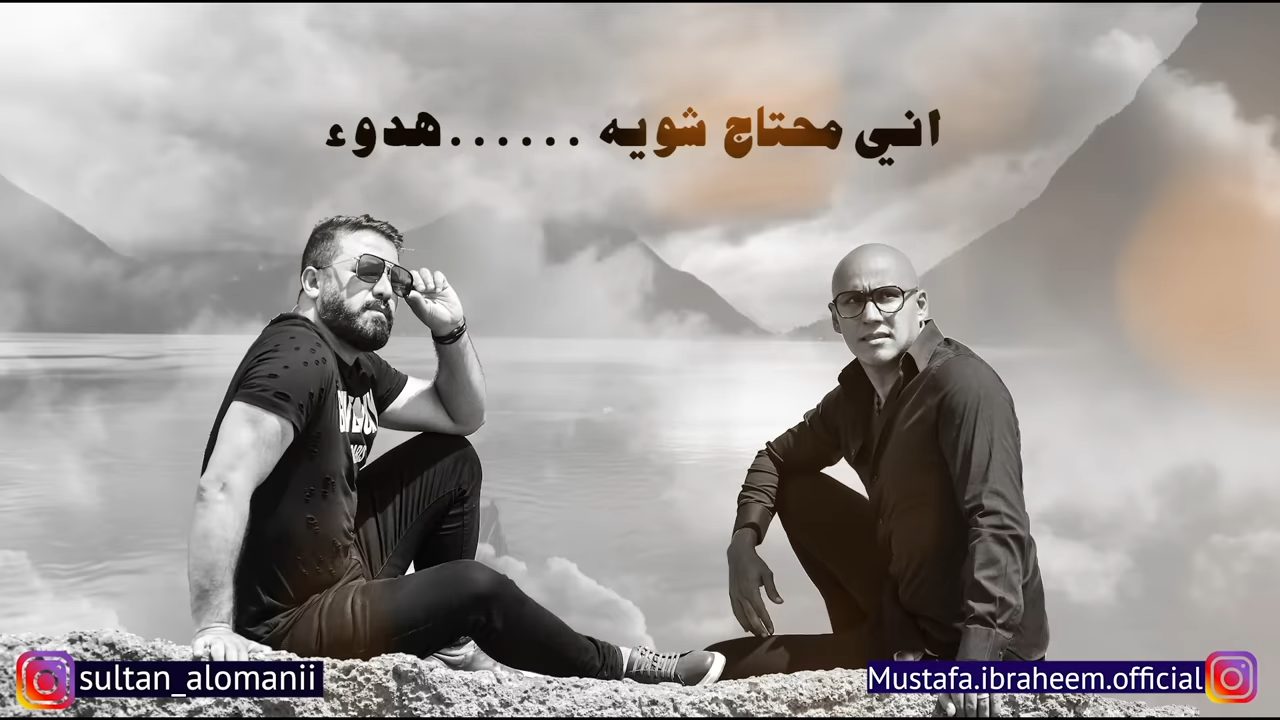 اني محتاج شويه ......هدوء
sultan_alomanii
Mustafa.ibraheem.official